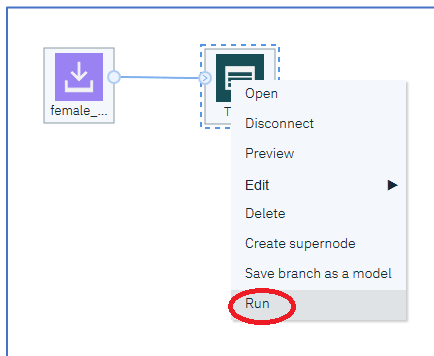 female_...
Open
Disconnect
Preview
Edit
Delete
Create supernode
Save branch as a model
Run